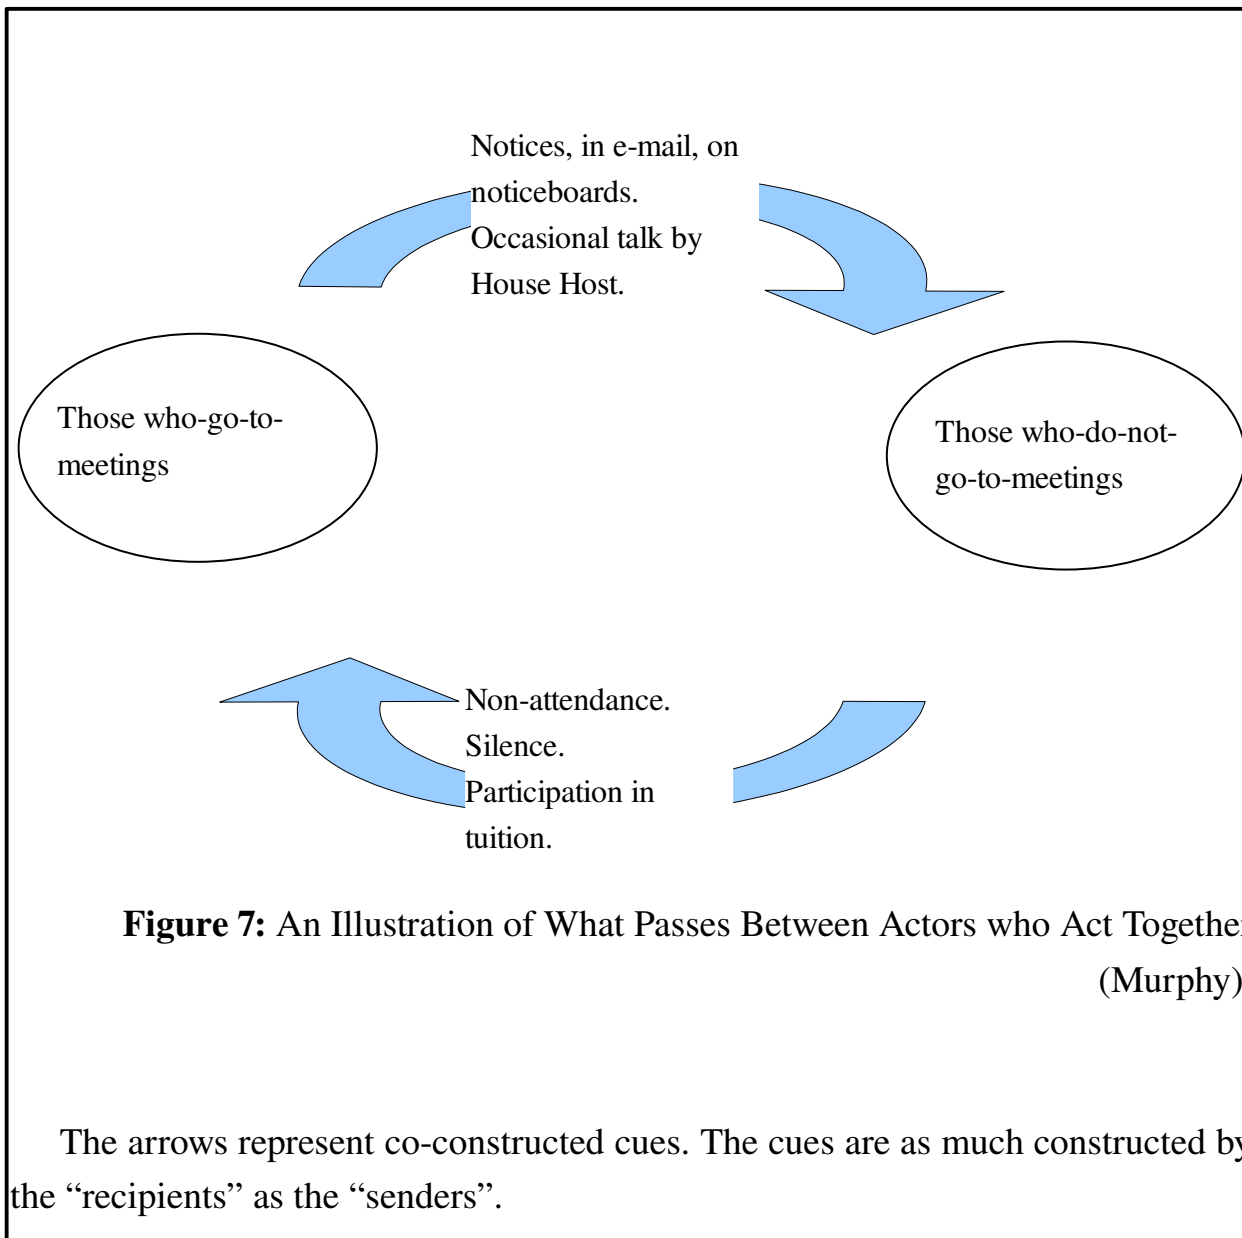 Notices, in e-mail, on
noticeboards.
Occasional talk by
House Host.
Those who-go-to-
meetings
Those who-do-not-
go-to-meetings
Non-attendance.
Silence.
Participation in
tuition.
Figure 7: An Illustration of What Passes Between Actors who Act Together
(Murphy)
The arrows represent co-constructed cues. The cues are as much constructed by
the “recipients” as the “senders”.